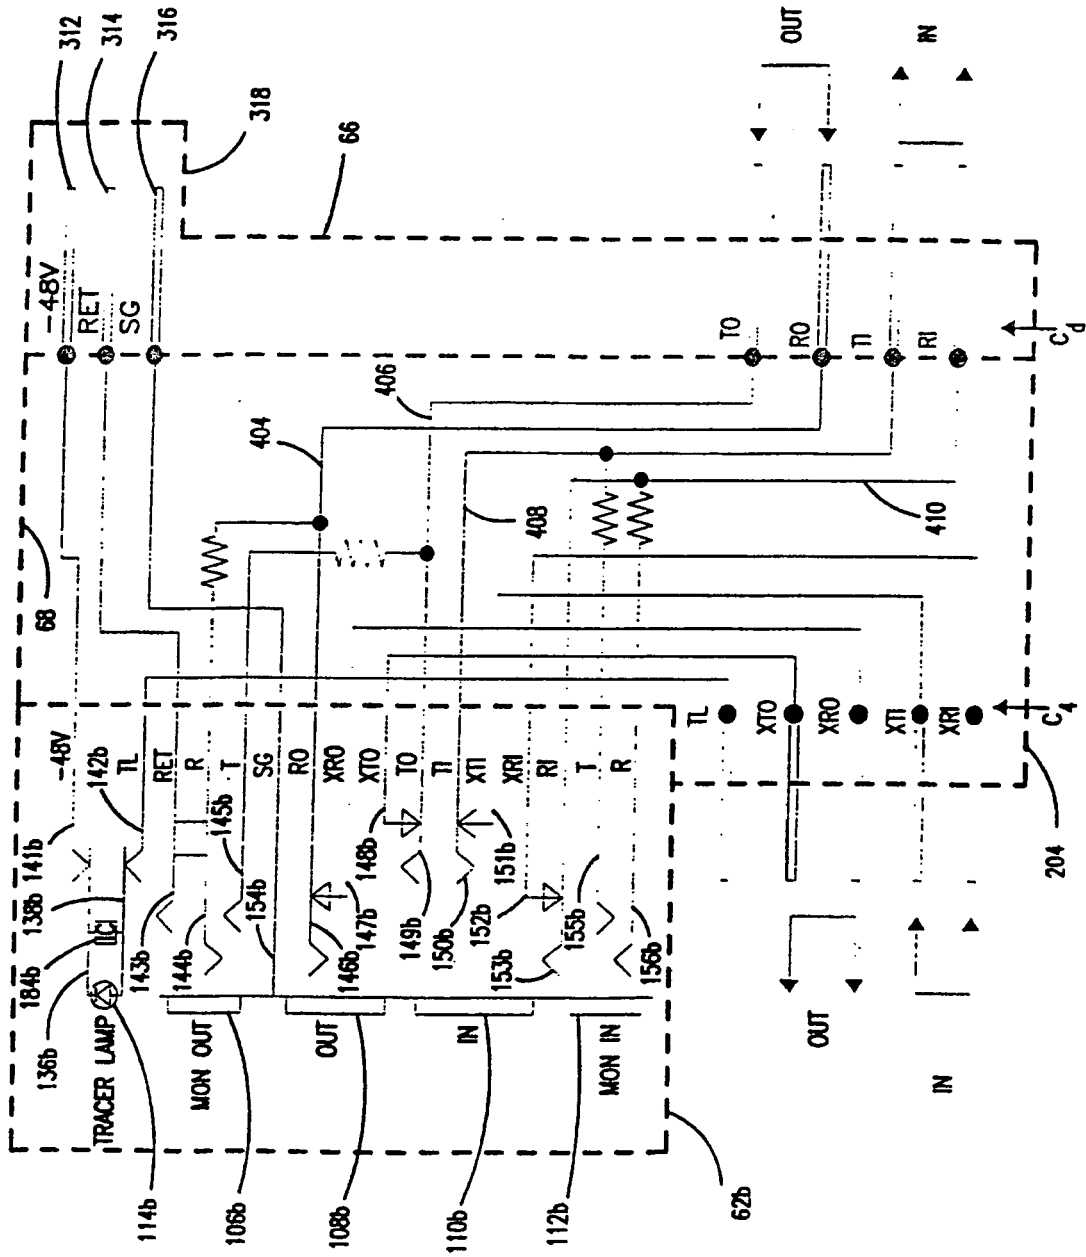 312
314
316
318
66
-48V
RET
SG
OUT
IN
TO
RO
TI
RI
Cd
68
404
406
408
410
-48V
TL
RET
R
T
SG
RO
XRO
XTO
TO
TI
XTI
XRI
RI
T
R
TL
XTO
XRO
XTI
XRI
C4
204
141b
142b
138b
184b
136b
143b
144b
145b
154b
146b
147b
148b
149b
150b
151b
152b
153b
155b
156b
TRACER LAMP
MON OUT
OUT
IN
MON IN
OUT
IN
114b
106b
108b
110b
112b
62b